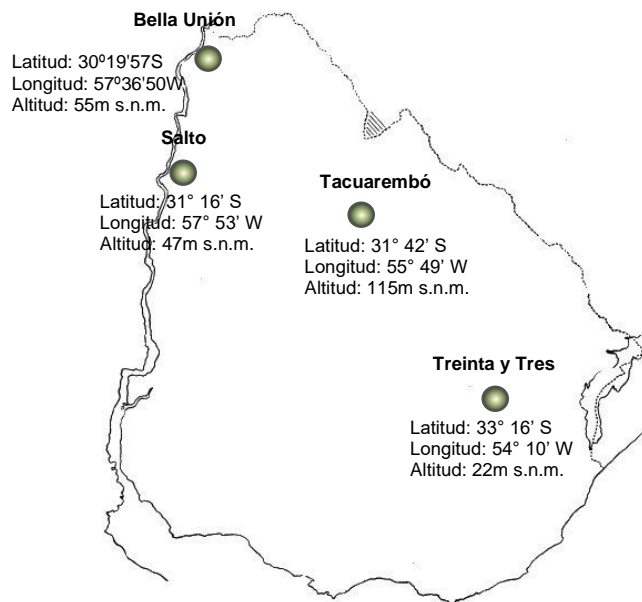 Bella Unión
Latitud: 30º19'57S
Longitud: 57º36'50W
Altitud: 55m s.n.m.
Salto
Latitud: 31° 16’ S
Longitud: 57° 53’ W
Altitud: 47m s.n.m.
Tacuarembó
Latitud: 31° 42’ S
Longitud: 55° 49’ W
Altitud: 115m s.n.m.
Treinta y Tres
Latitud: 33° 16’ S
Longitud: 54° 10’ W
Altitud: 22m s.n.m.